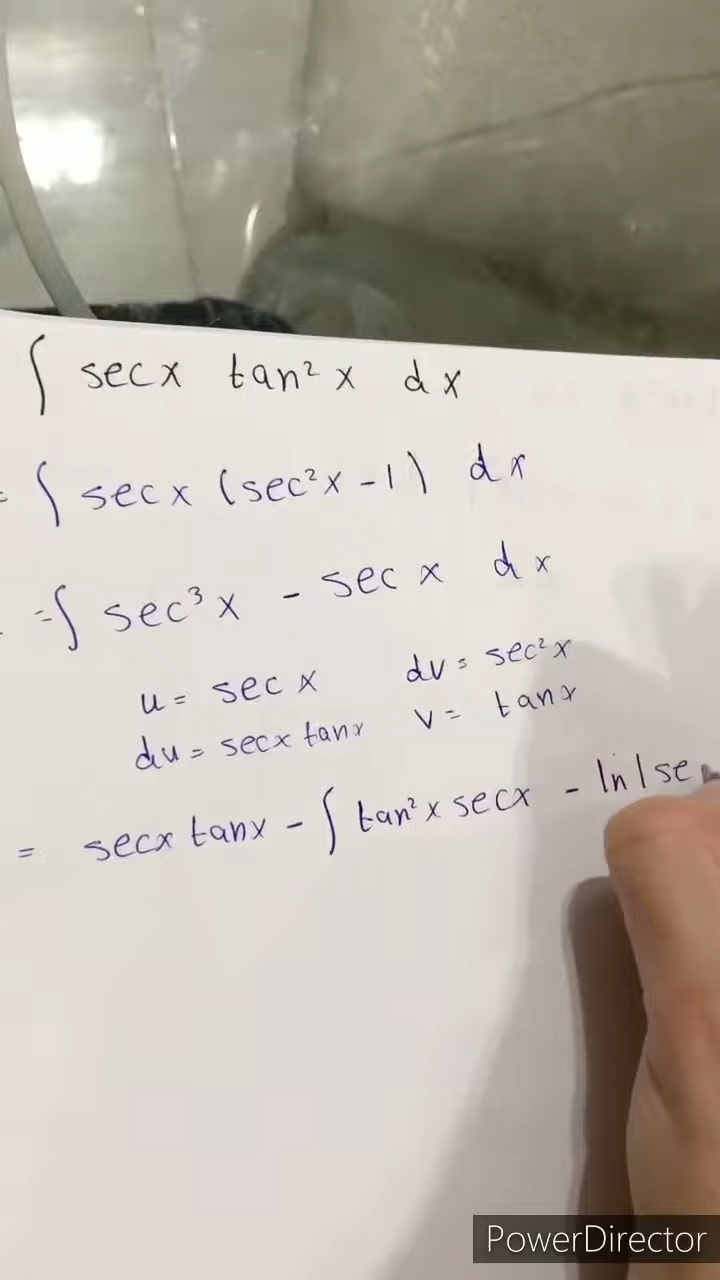 ∫ secx tan²x dx
= ∫ secx (sec²x - 1) dx
= ∫ sec³x - sec x dx
u = sec x dv = sec²x
du = secx tanx v = tanx
= secx tanx - ∫ tan²x secx - ln|se
PowerDirector